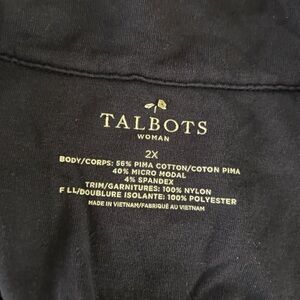 TALBOTS
WOMAN
2X
BODY/CORPS: 56% PIMA COTTON/COTON PIMA
40% MICRO MODAL
4% SPANDEX
TRIM/GARNITURES: 100% NYLON
F LL/DOUBLURE ISOLANTE: 100% POLYESTER
MADE IN VIETNAM/FABRIQUÉ AU VIETNAM